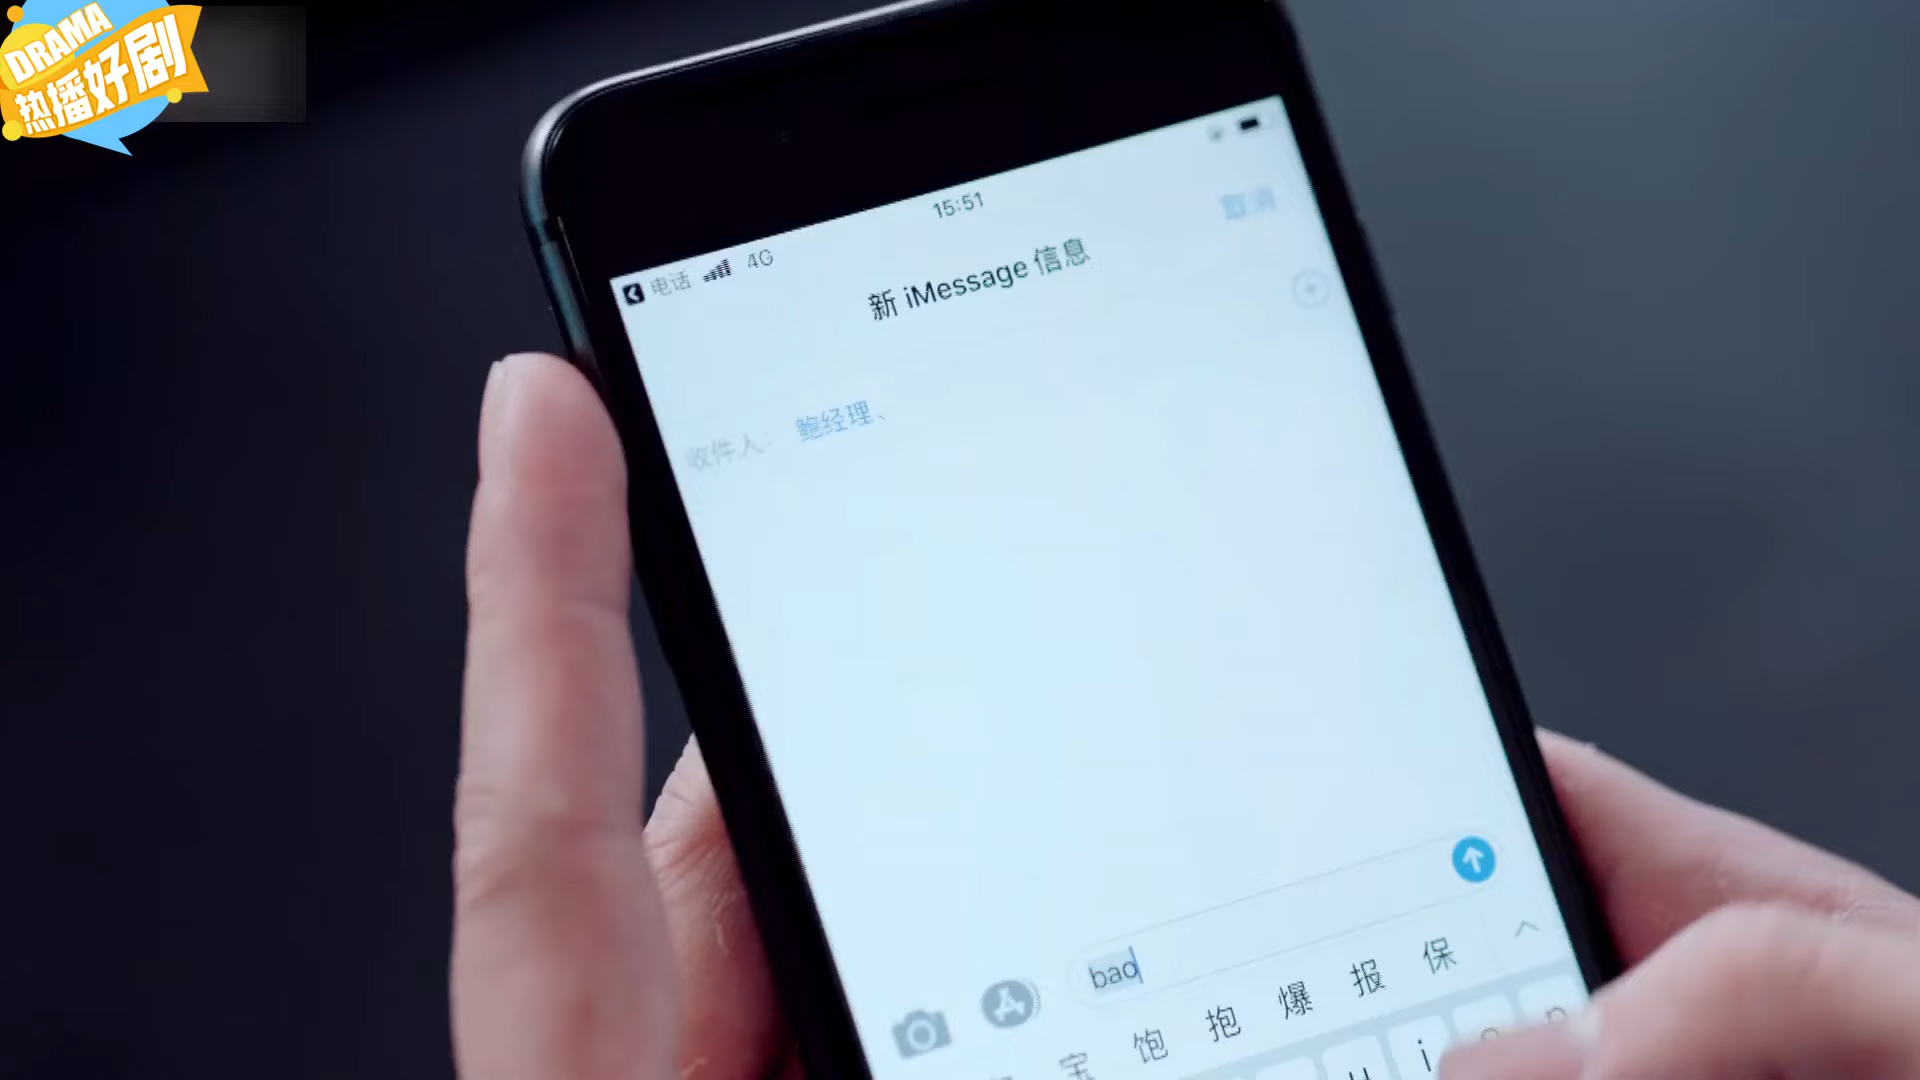 DRAMA
热播好剧
15:51
电话 4G
取消
新 iMessage 信息
收件人： 鲍经理、
bao
宝 饱 抱 爆 报 保
u i o p